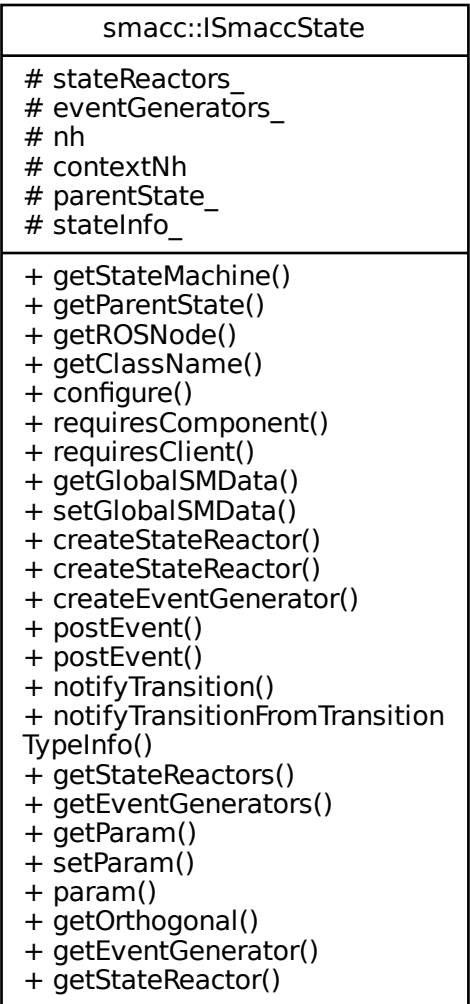 smacc::ISmaccState
# stateReactors_
# eventGenerators_
# nh
# contextNh
# parentState_
# stateInfo_
+ getStateMachine()
+ getParentState()
+ getROSNode()
+ getClassName()
+ configure()
+ requiresComponent()
+ requiresClient()
+ getGlobalSMData()
+ setGlobalSMData()
+ createStateReactor()
+ createStateReactor()
+ createEventGenerator()
+ postEvent()
+ postEvent()
+ notifyTransition()
+ notifyTransitionFromTransition
TypeInfo()
+ getStateReactors()
+ getEventGenerators()
+ getParam()
+ setParam()
+ param()
+ getOrthogonal()
+ getEventGenerator()
+ getStateReactor()